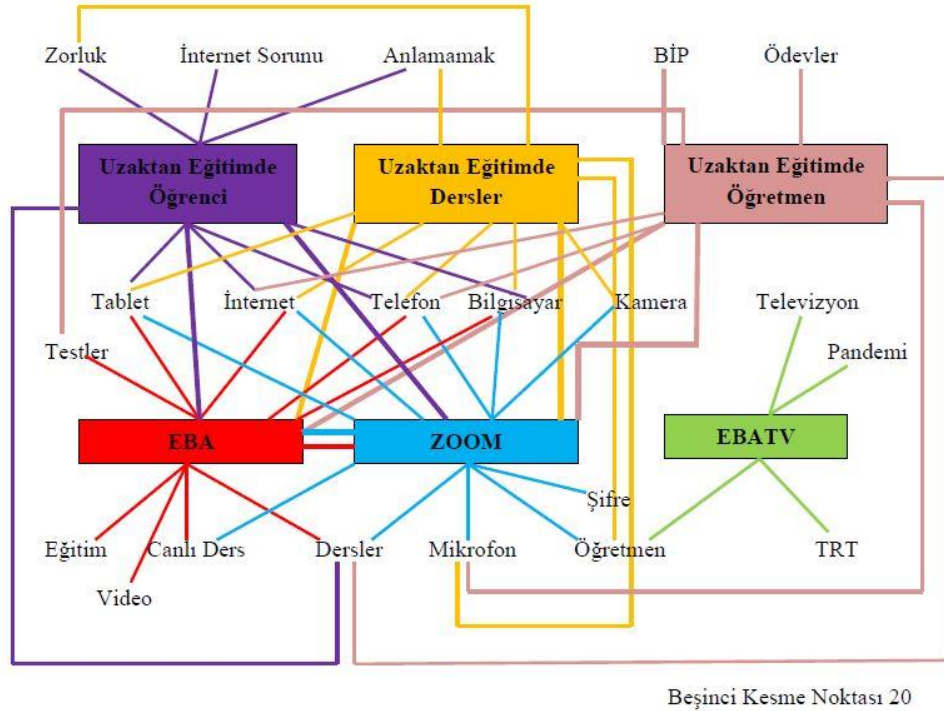 Zorluk İnternet Sorunu Anlamamak BİP Ödevler
Uzaktan Eğitimde
Öğrenci
Uzaktan Eğitimde
Dersler
Uzaktan Eğitimde
Öğretmen
Tablet İnternet Telefon Bilgisayar Kamera Televizyon
Testler Pandemi
EBA ZOOM EBATV
Şifre
Eğitim Canlı Ders Dersler Mikrofon Öğretmen TRT
Video
Beşinci Kesme Noktası 20